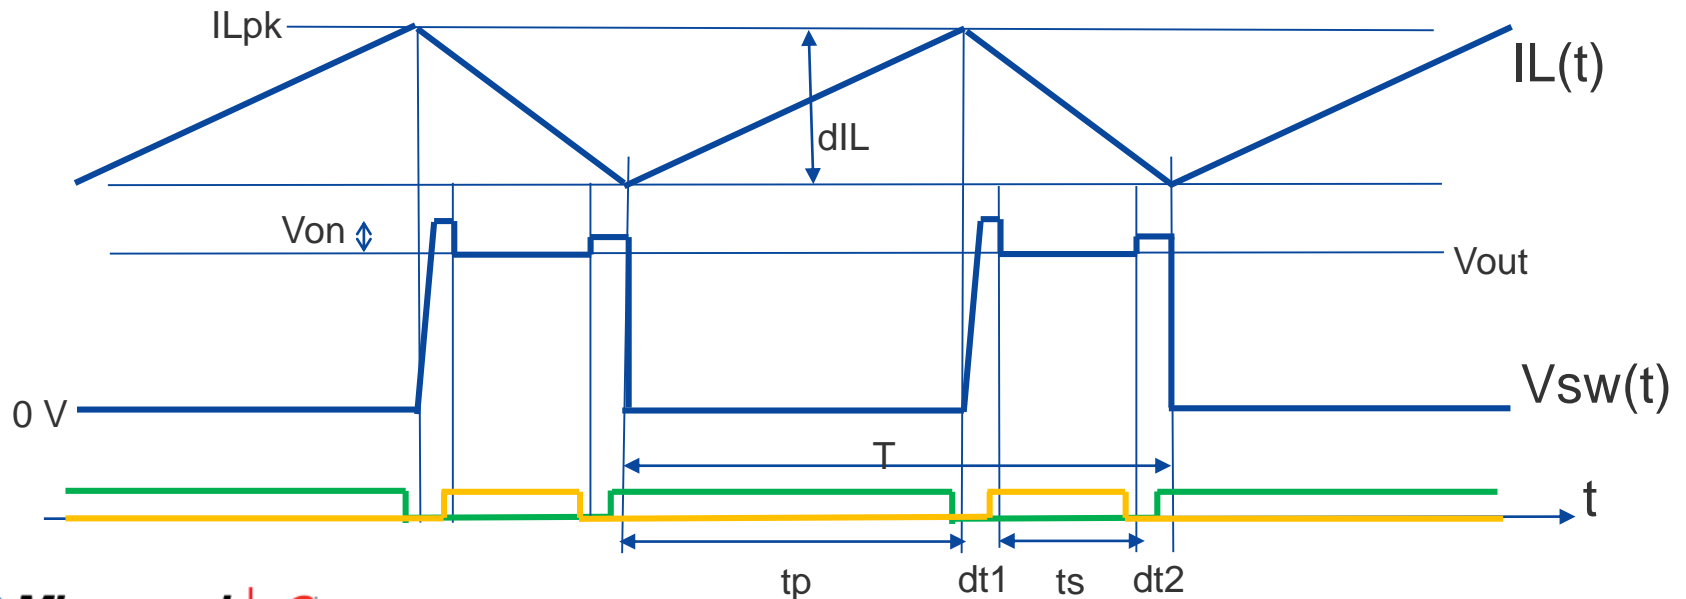 ILpk
IL(t)
dIL
Von
Vout
0 V
Vsw(t)
T
t
tp
dt1
ts
dt2